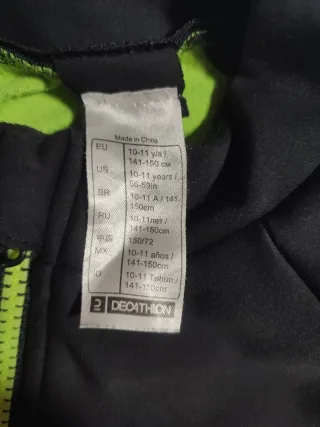 Made in China
EU 10-11 y/a /
141-150 cm
US 10-11 years /
56-59in
BR 10-11 A / 141-
150cm
RU 10-11лет /
141-150cm
中国 150/72
MX 10-11 años /
141-150cm
ID 10-11 Tahun /
141-150cm
DECATHLON